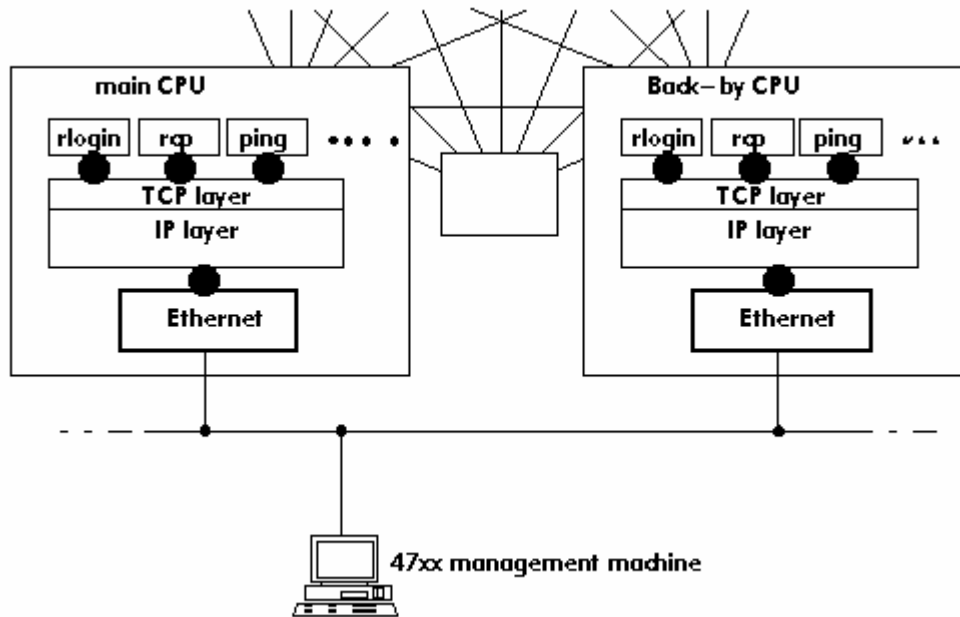 main CPU
Back-by CPU
rlogin rcp ping
rlogin rcp ping
TCP layer
TCP layer
IP layer
IP layer
Ethernet
Ethernet
47xx management machine